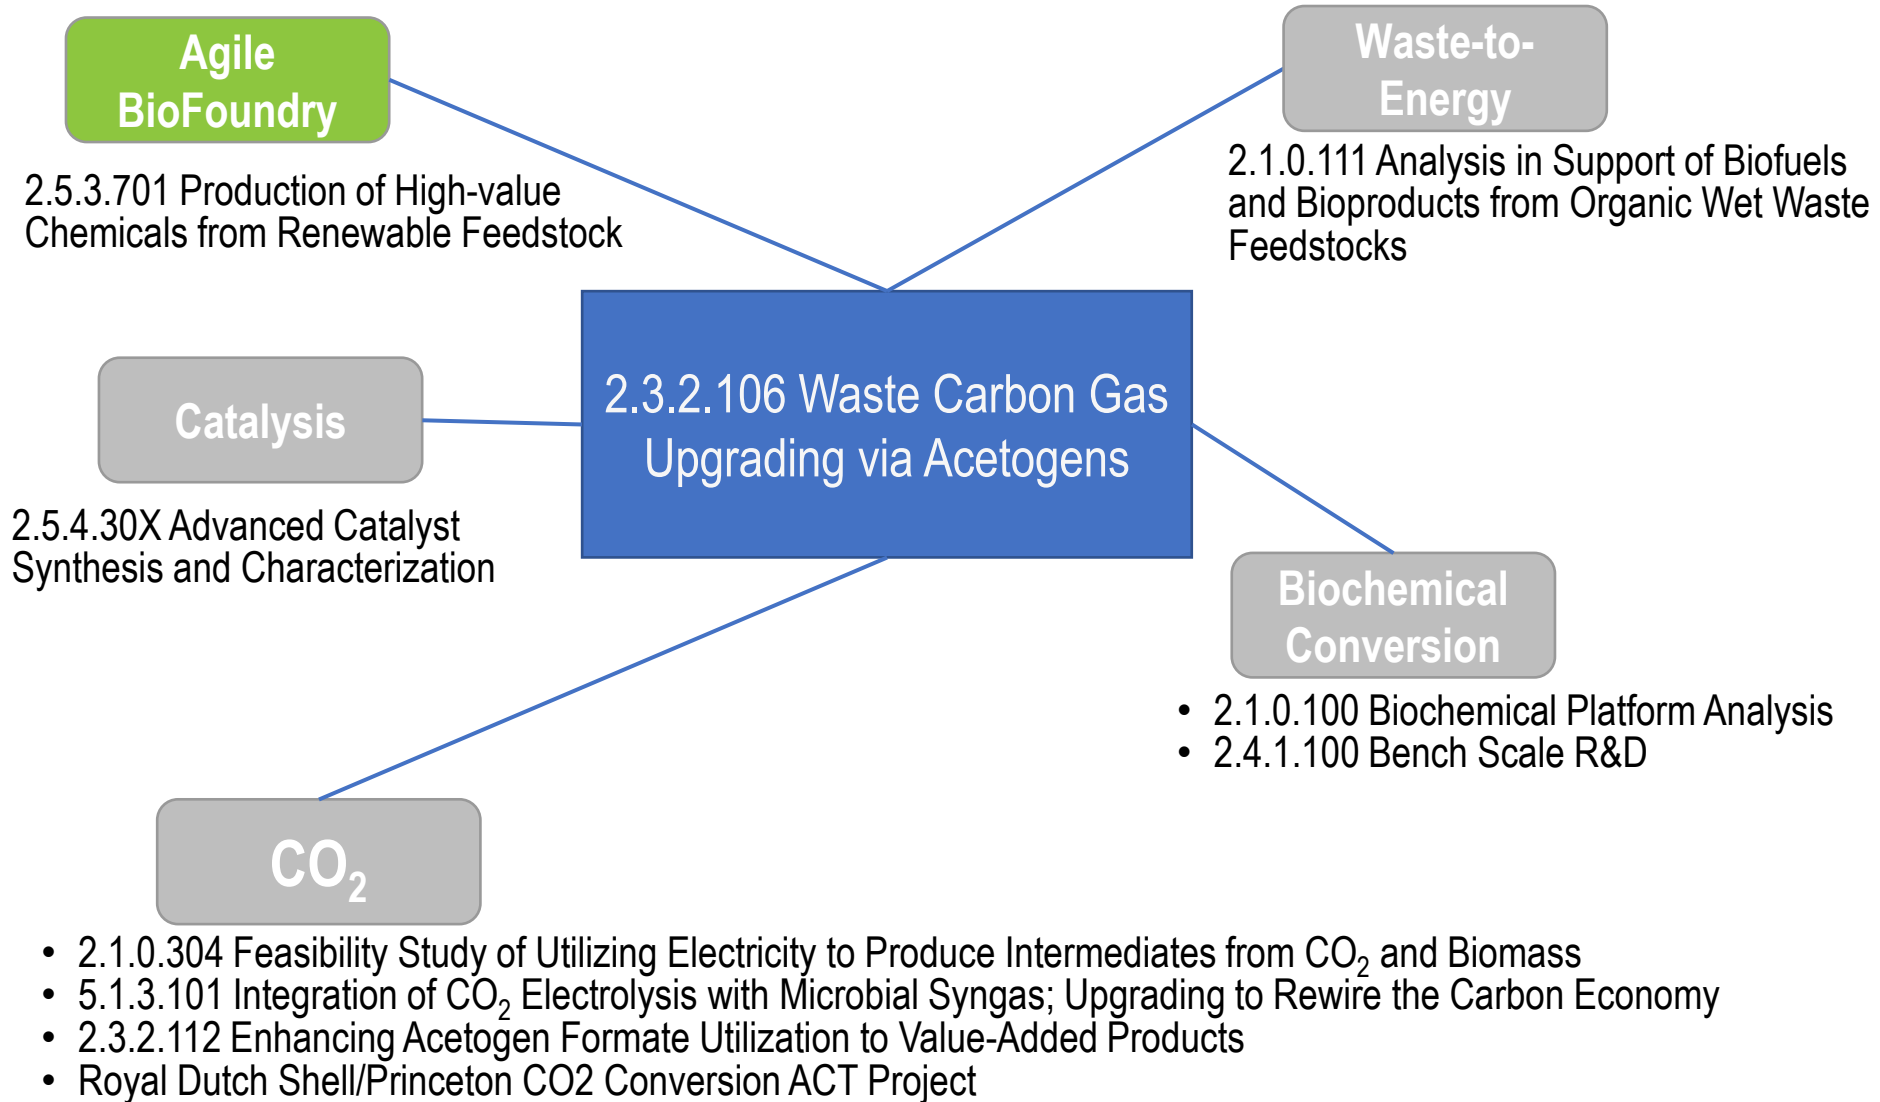 Agile
BioFoundry
2.5.3.701 Production of High-value
Chemicals from Renewable Feedstock
Waste-to-
Energy
2.1.0.111 Analysis in Support of Biofuels
and Bioproducts from Organic Wet Waste
Feedstocks
2.3.2.106 Waste Carbon Gas
Upgrading via Acetogens
Catalysis
2.5.4.30X Advanced Catalyst
Synthesis and Characterization
Biochemical
Conversion
• 2.1.0.100 Biochemical Platform Analysis
• 2.4.1.100 Bench Scale R&D
CO₂
• 2.1.0.304 Feasibility Study of Utilizing Electricity to Produce Intermediates from CO₂ and Biomass
• 5.1.3.101 Integration of CO₂ Electrolysis with Microbial Syngas; Upgrading to Rewire the Carbon Economy
• 2.3.2.112 Enhancing Acetogen Formate Utilization to Value-Added Products
• Royal Dutch Shell/Princeton CO2 Conversion ACT Project